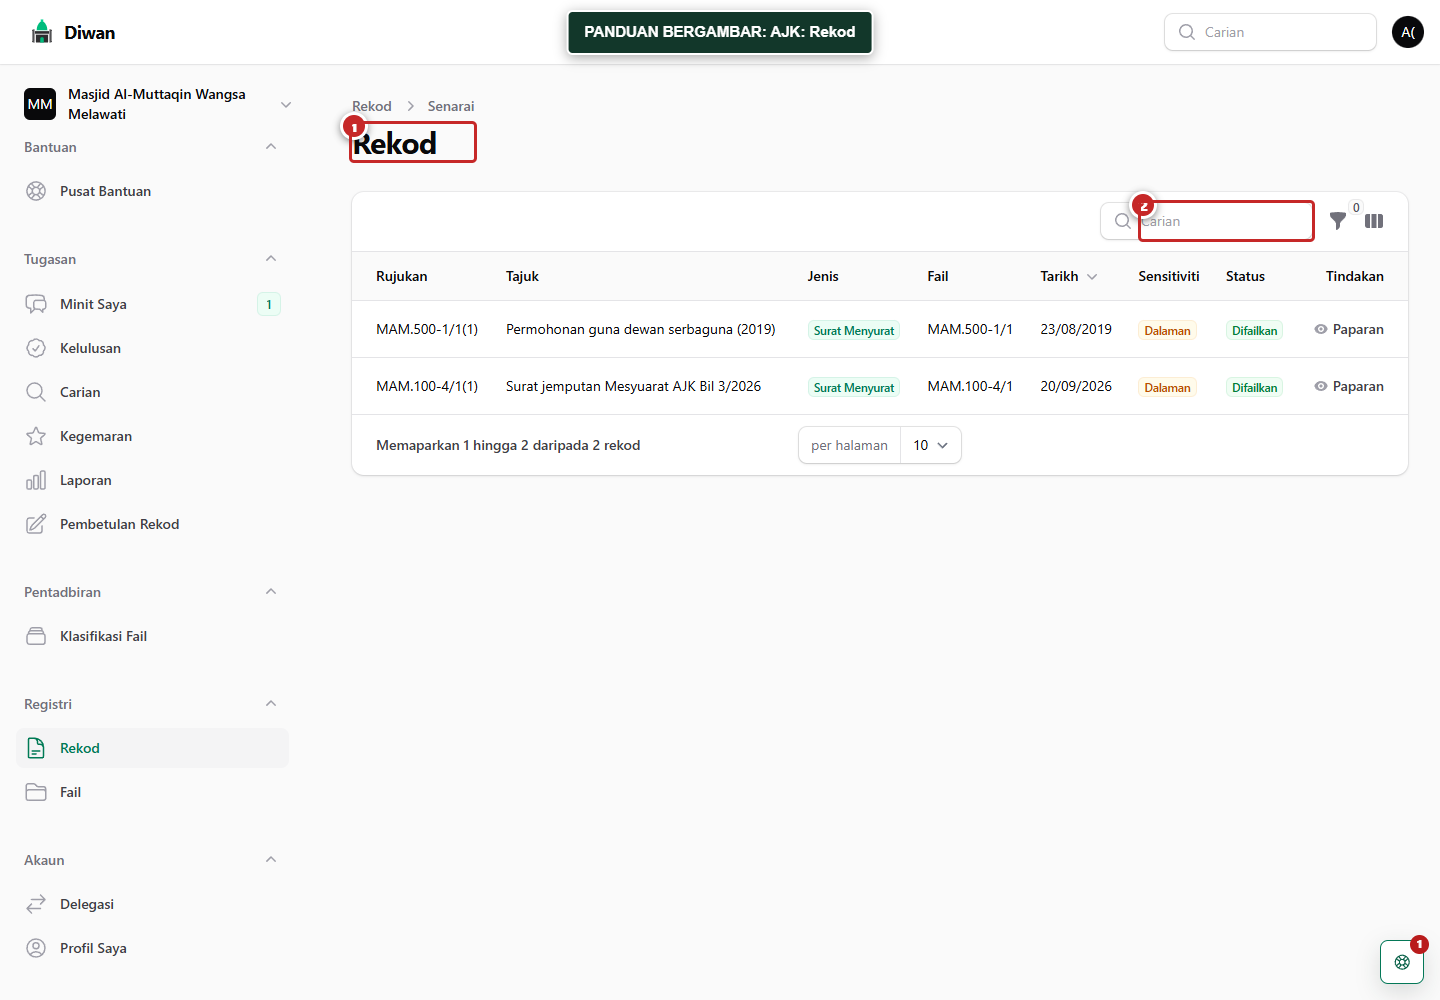 Diwan
PANDUAN BERGAMBAR: AJK: Rekod
Carian
A(
MM
Masjid Al-Muttaqin Wangsa
Melawati
Bantuan
Pusat Bantuan
Tugasan
Minit Saya
1
Kelulusan
Carian
Kegemaran
Laporan
Pembetulan Rekod
Pentadbiran
Klasifikasi Fail
Registri
Rekod
Fail
Akaun
Delegasi
Profil Saya
Rekod > Senarai
1
Rekod
2
Carian
0
Rujukan Tajuk Jenis Fail Tarikh Sensitiviti Status Tindakan
MAM.500-1/1(1) Permohonan guna dewan serbaguna (2019) Surat Menyurat MAM.500-1/1 23/08/2019 Dalaman Difailkan Paparan
MAM.100-4/1(1) Surat jemputan Mesyuarat AJK Bil 3/2026 Surat Menyurat MAM.100-4/1 20/09/2026 Dalaman Difailkan Paparan
Memaparkan 1 hingga 2 daripada 2 rekod per halaman 10
1